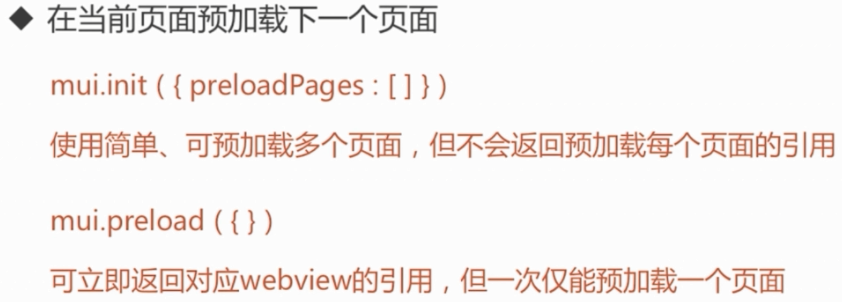 ◆ 在当前页面预加载下一个页面
mui.init ( { preloadPages : [ ] } )
使用简单、可预加载多个页面，但不会返回预加载每个页面的引用
mui.preload ( { } )
可立即返回对应webview的引用，但一次仅能预加载一个页面